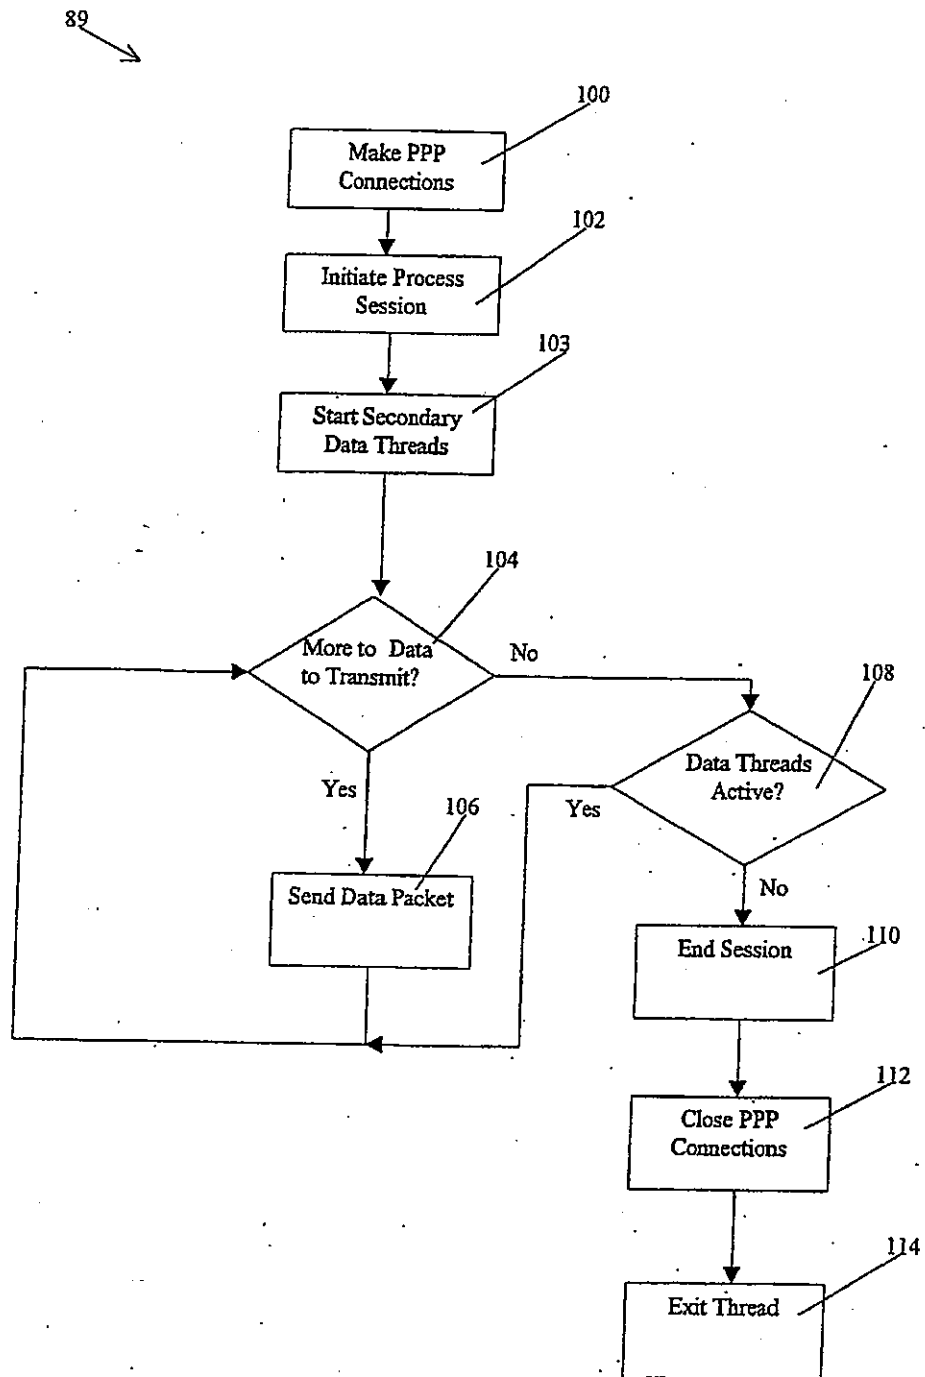 89
100
Make PPP
Connections
102
Initiate Process
Session
103
Start Secondary
Data Threads
104
More to Data
to Transmit?
No
108
Data Threads
Active?
Yes
Yes
106
Send Data Packet
No
End Session
110
112
Close PPP
Connections
114
Exit Thread